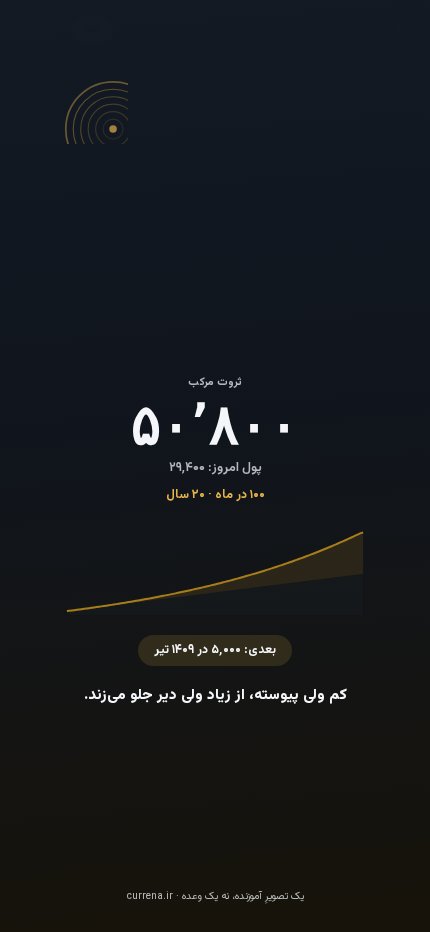 ثروت مرکب
۵۰٬۸۰۰
پول امروز: ۲۹,۴۰۰
۱۰۰ در ماه · ۲۰ سال
بعدی: ۵,۰۰۰ در ۱۴۰۹ تیر
کم ولی پیوسته، از زیاد ولی دیر جلو می‌زند.
یک تصویرِ آموزنده، نه یک وعده · currena.ir